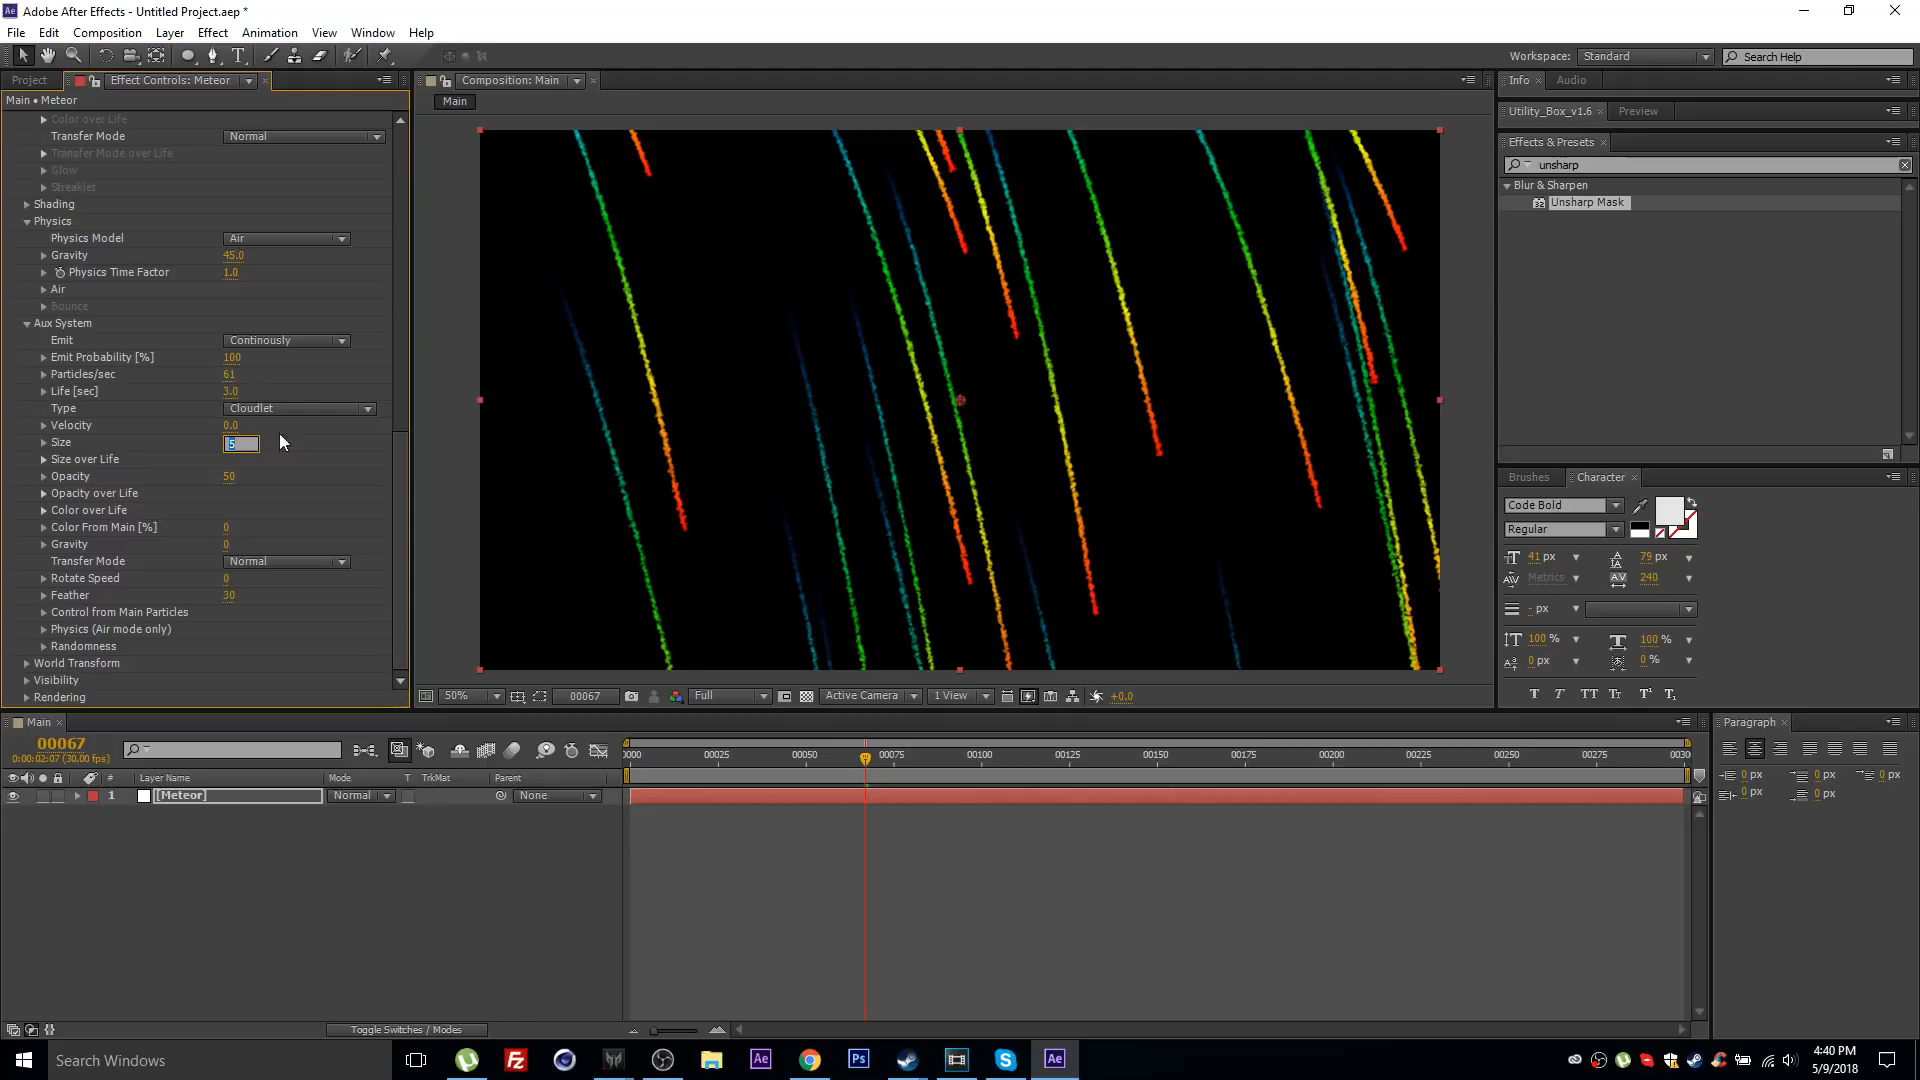 Adobe After Effects - Untitled Project.aep *
File Edit Composition Layer Effect Animation View Window Help
Workspace: Standard Search Help
Project Effect Controls: Meteor
Composition: Main
Info Audio
Main • Meteor
Main
Utility_Box_v1.6 Preview
Color over Life
Transfer Mode Normal
Transfer Mode over Life
Glow
Streaklet
Shading
Physics
Physics Model Air
Gravity 45.0
Physics Time Factor 1.0
Air
Bounce
Aux System
Emit Continously
Emit Probability [%] 100
Particles/sec 61
Life [sec] 3.0
Type Cloudlet
Velocity 0.0
Size 5
Size over Life
Opacity 50
Opacity over Life
Color over Life
Color From Main [%] 0
Gravity 0
Transfer Mode Normal
Rotate Speed 0
Feather 30
Control from Main Particles
Physics (Air mode only)
Randomness
World Transform
Visibility
Rendering
Effects & Presets
unsharp
Blur & Sharpen
32 Unsharp Mask
Brushes Character
Code Bold
Regular
41 px 79 px
Metrics 240
- px
100 % 100 %
0 px 0 %
50% 00067 Full Active Camera 1 View +0.0
Main
00067
0:00:02:07 (30.00 fps)
0000 00025 00050 00075 00100 00125 00150 00175 00200 00225 00250 00275 0030
# Layer Name Mode T TrkMat Parent
1 [Meteor] Normal None
Paragraph
0 px 0 px 0 px
0 px 0 px
Toggle Switches / Modes
Search Windows
Ae Ps Ae
4:40 PM
5/9/2018